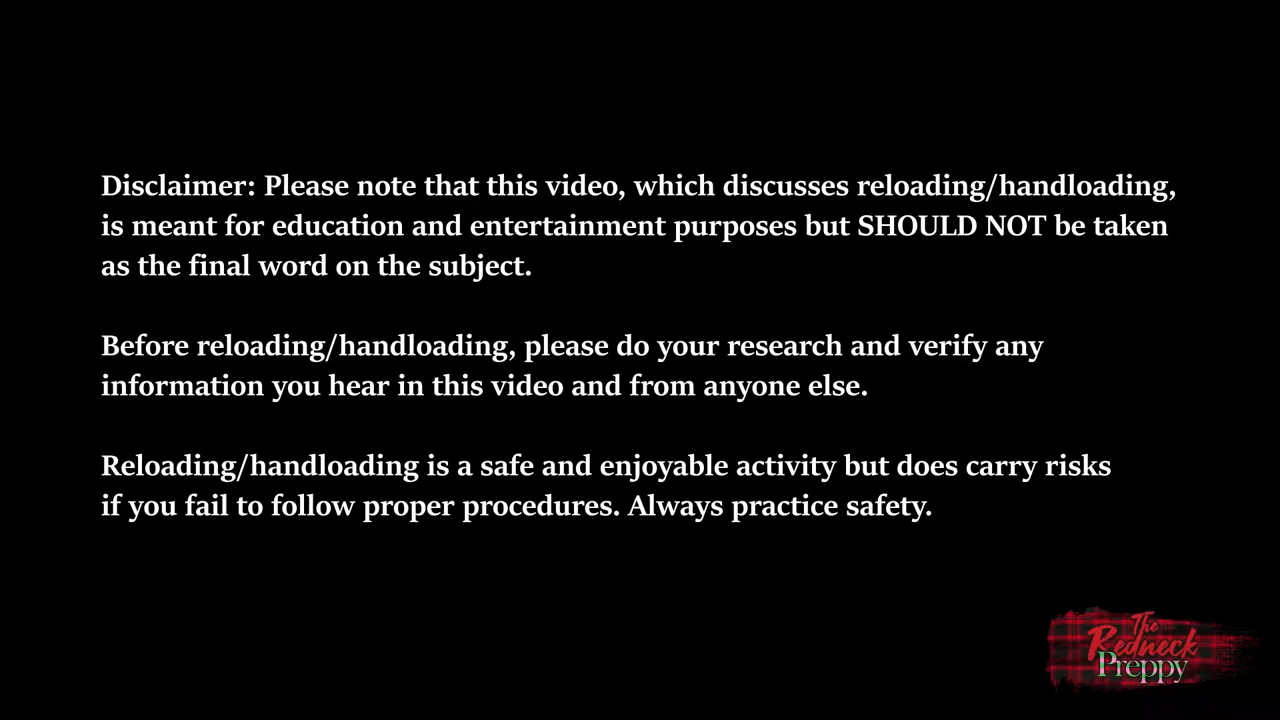 Disclaimer: Please note that this video, which discusses reloading/handloading,
is meant for education and entertainment purposes but SHOULD NOT be taken
as the final word on the subject.
Before reloading/handloading, please do your research and verify any
information you hear in this video and from anyone else.
Reloading/handloading is a safe and enjoyable activity but does carry risks
if you fail to follow proper procedures. Always practice safety.
The
Redneck
Preppy